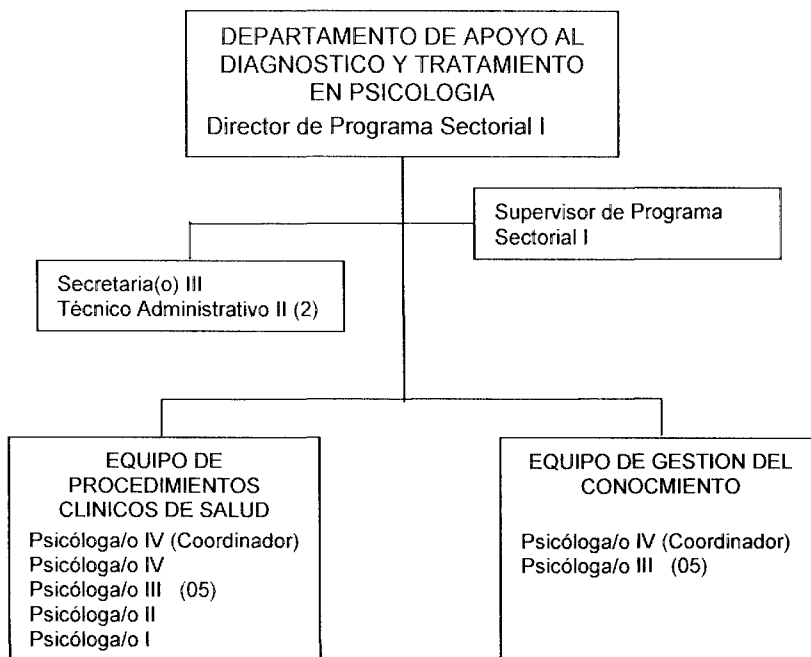 DEPARTAMENTO DE APOYO AL
DIAGNOSTICO Y TRATAMIENTO
EN PSICOLOGIA
Director de Programa Sectorial I
Supervisor de Programa
Sectorial I
Secretaria(o) III
Técnico Administrativo II (2)
EQUIPO DE
PROCEDIMIENTOS
CLINICOS DE SALUD
Psicóloga/o IV (Coordinador)
Psicóloga/o IV
Psicóloga/o III (05)
Psicóloga/o II
Psicóloga/o I
EQUIPO DE GESTION DEL
CONOCMIENTO
Psicóloga/o IV (Coordinador)
Psicóloga/o III (05)